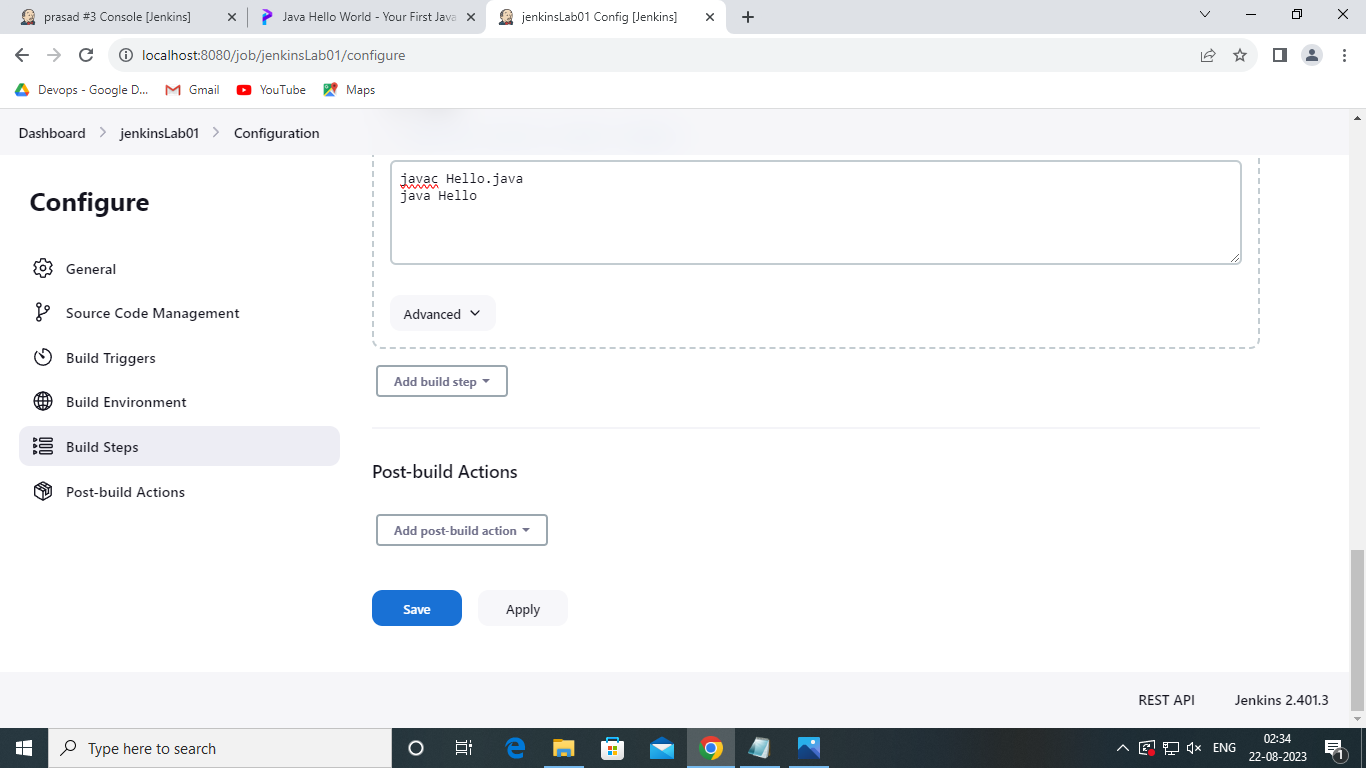 prasad #3 Console [Jenkins]
Java Hello World - Your First Java
jenkinsLab01 Config [Jenkins]
localhost:8080/job/jenkinsLab01/configure
Devops - Google D...
Gmail
YouTube
Maps
Dashboard
jenkinsLab01
Configuration
Configure
General
Source Code Management
Build Triggers
Build Environment
Build Steps
Post-build Actions
javac Hello.java
java Hello
Advanced
Add build step
Post-build Actions
Add post-build action
Save
Apply
REST API
Jenkins 2.401.3
Type here to search
ENG
02:34
22-08-2023
1